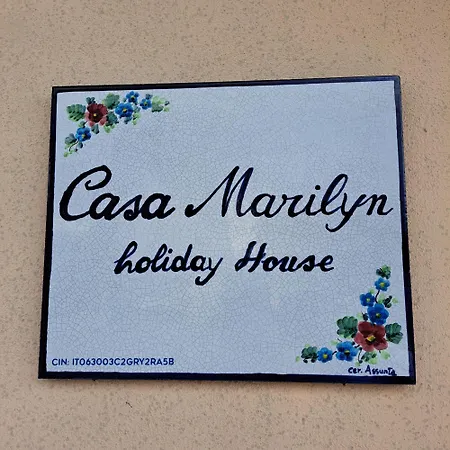 Casa Marilyn
holiday House
CIN: IT063003C2GRY2RA5B
cer. Assunta